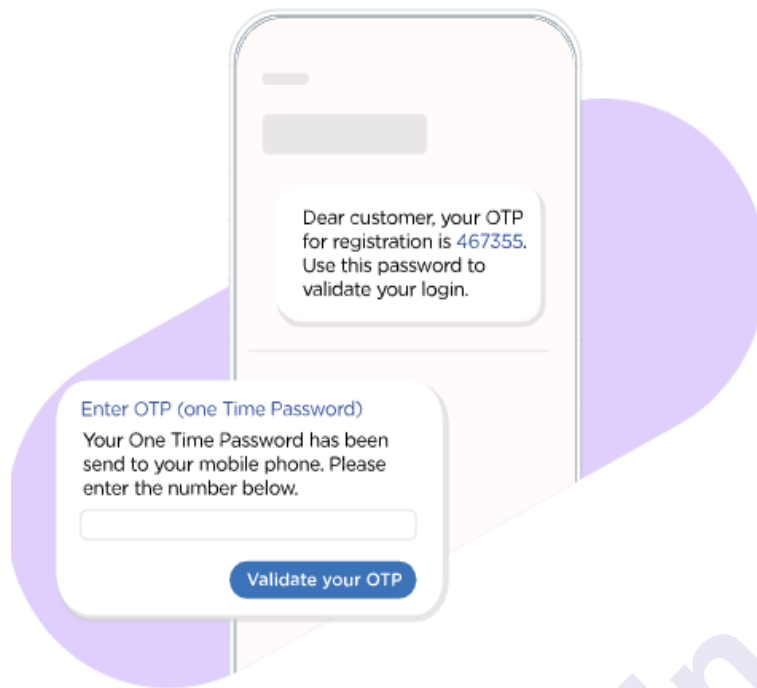 Dear customer, your OTP
for registration is 467355.
Use this password to
validate your login.
Enter OTP (one Time Password)
Your One Time Password has been
send to your mobile phone. Please
enter the number below.
Validate your OTP
in